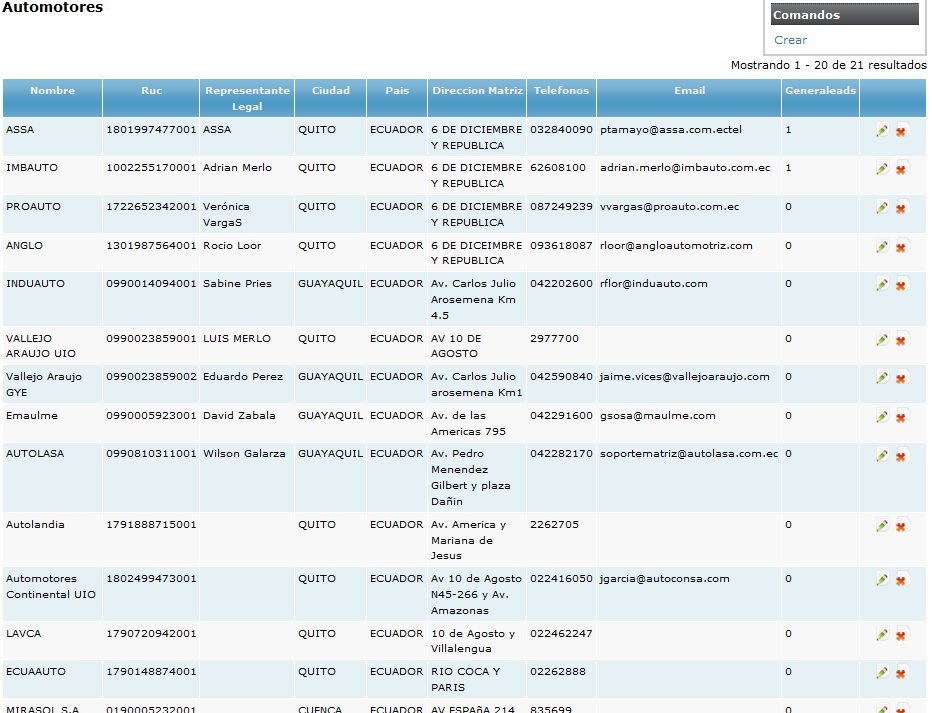 Automotores
Comandos
Crear
Mostrando 1 - 20 de 21 resultados
Nombre Ruc Representante Legal Ciudad Pais Direccion Matriz Telefonos Email Generaleads
ASSA 1801997477001 ASSA QUITO ECUADOR 6 DE DICIEMBRE Y REPUBLICA 032840090 ptamayo@assa.com.ectel 1
IMBAUTO 1002255170001 Adrian Merlo QUITO ECUADOR 6 DE DICIEMBRE Y REPUBLICA 62608100 adrian.merlo@imbauto.com.ec 1
PROAUTO 1722652342001 Verónica VargaS QUITO ECUADOR 6 DE DICIEMBRE Y REPUBLICA 087249239 vvargas@proauto.com.ec 0
ANGLO 1301987564001 Rocio Loor QUITO ECUADOR 6 DE DICEIMBRE Y REPUBLICA 093618087 rloor@angloautomotriz.com 0
INDUAUTO 0990014094001 Sabine Pries GUAYAQUIL ECUADOR Av. Carlos Julio Arosemena Km 4.5 042202600 rflor@induauto.com 0
VALLEJO ARAUJO UIO 0990023859001 LUIS MERLO QUITO ECUADOR AV 10 DE AGOSTO 2977700 0
Vallejo Araujo GYE 0990023859002 Eduardo Perez GUAYAQUIL ECUADOR Av. Carlos Julio arosemena Km1 042590840 jaime.vices@vallejoaraujo.com 0
Emaulme 0990005923001 David Zabala GUAYAQUIL ECUADOR Av. de las Americas 795 042291600 gsosa@maulme.com 0
AUTOLASA 0990810311001 Wilson Galarza GUAYAQUIL ECUADOR Av. Pedro Menendez Gilbert y plaza Dañin 042282170 soportematriz@autolasa.com.ec 0
Autolandia 1791888715001 QUITO ECUADOR Av. America y Mariana de Jesus 2262705 0
Automotores Continental UIO 1802499473001 QUITO ECUADOR Av 10 de Agosto N45-266 y Av. Amazonas 022416050 jgarcia@autoconsa.com 0
LAVCA 1790720942001 QUITO ECUADOR 10 de Agosto y Villalengua 022462247 0
ECUAAUTO 1790148874001 QUITO ECUADOR RIO COCA Y PARIS 02262888 0
MIRASOL S.A 0190005232001 CUENCA ECUADOR AV ESPAñA 214 835699 0